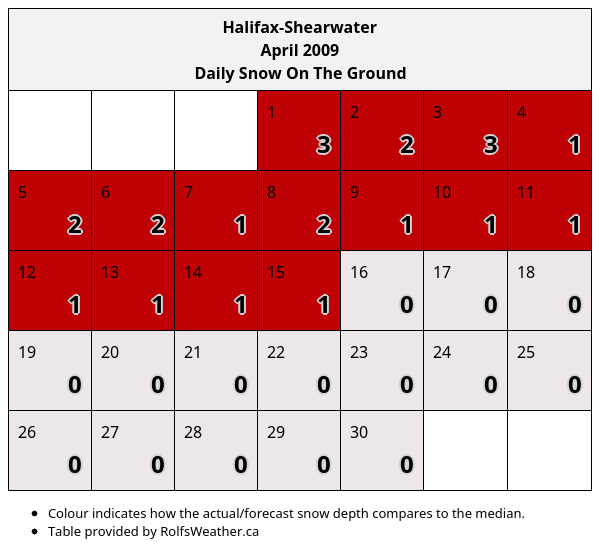 Halifax-Shearwater
April 2009
Daily Snow On The Ground
1 2 3 4
3 2 3 1
5 6 7 8 9 10 11
2 2 1 2 1 1 1
12 13 14 15 16 17 18
1 1 1 1 0 0 0
19 20 21 22 23 24 25
0 0 0 0 0 0 0
26 27 28 29 30
0 0 0 0 0
• Colour indicates how the actual/forecast snow depth compares to the median.
• Table provided by RolfsWeather.ca